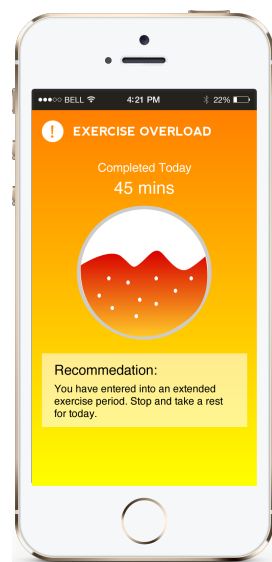 BELL 4:21 PM 22%
! EXERCISE OVERLOAD
Completed Today
45 mins
Recommedation:
You have entered into an extended
exercise period. Stop and take a rest
for today.